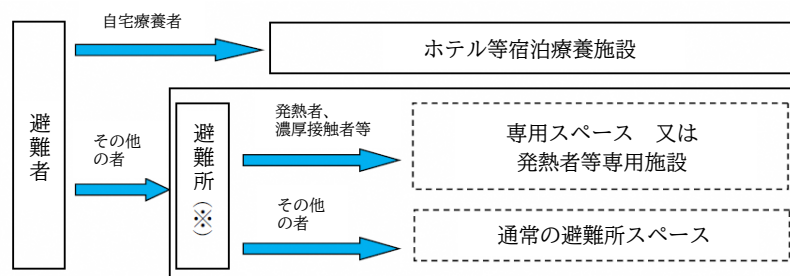 自宅療養者
ホテル等宿泊療養施設
避難者
その他
の者
避難所(※)
発熱者、
濃厚接触者等
専用スペース 又は
発熱者等専用施設
その他
の者
通常の避難所スペース